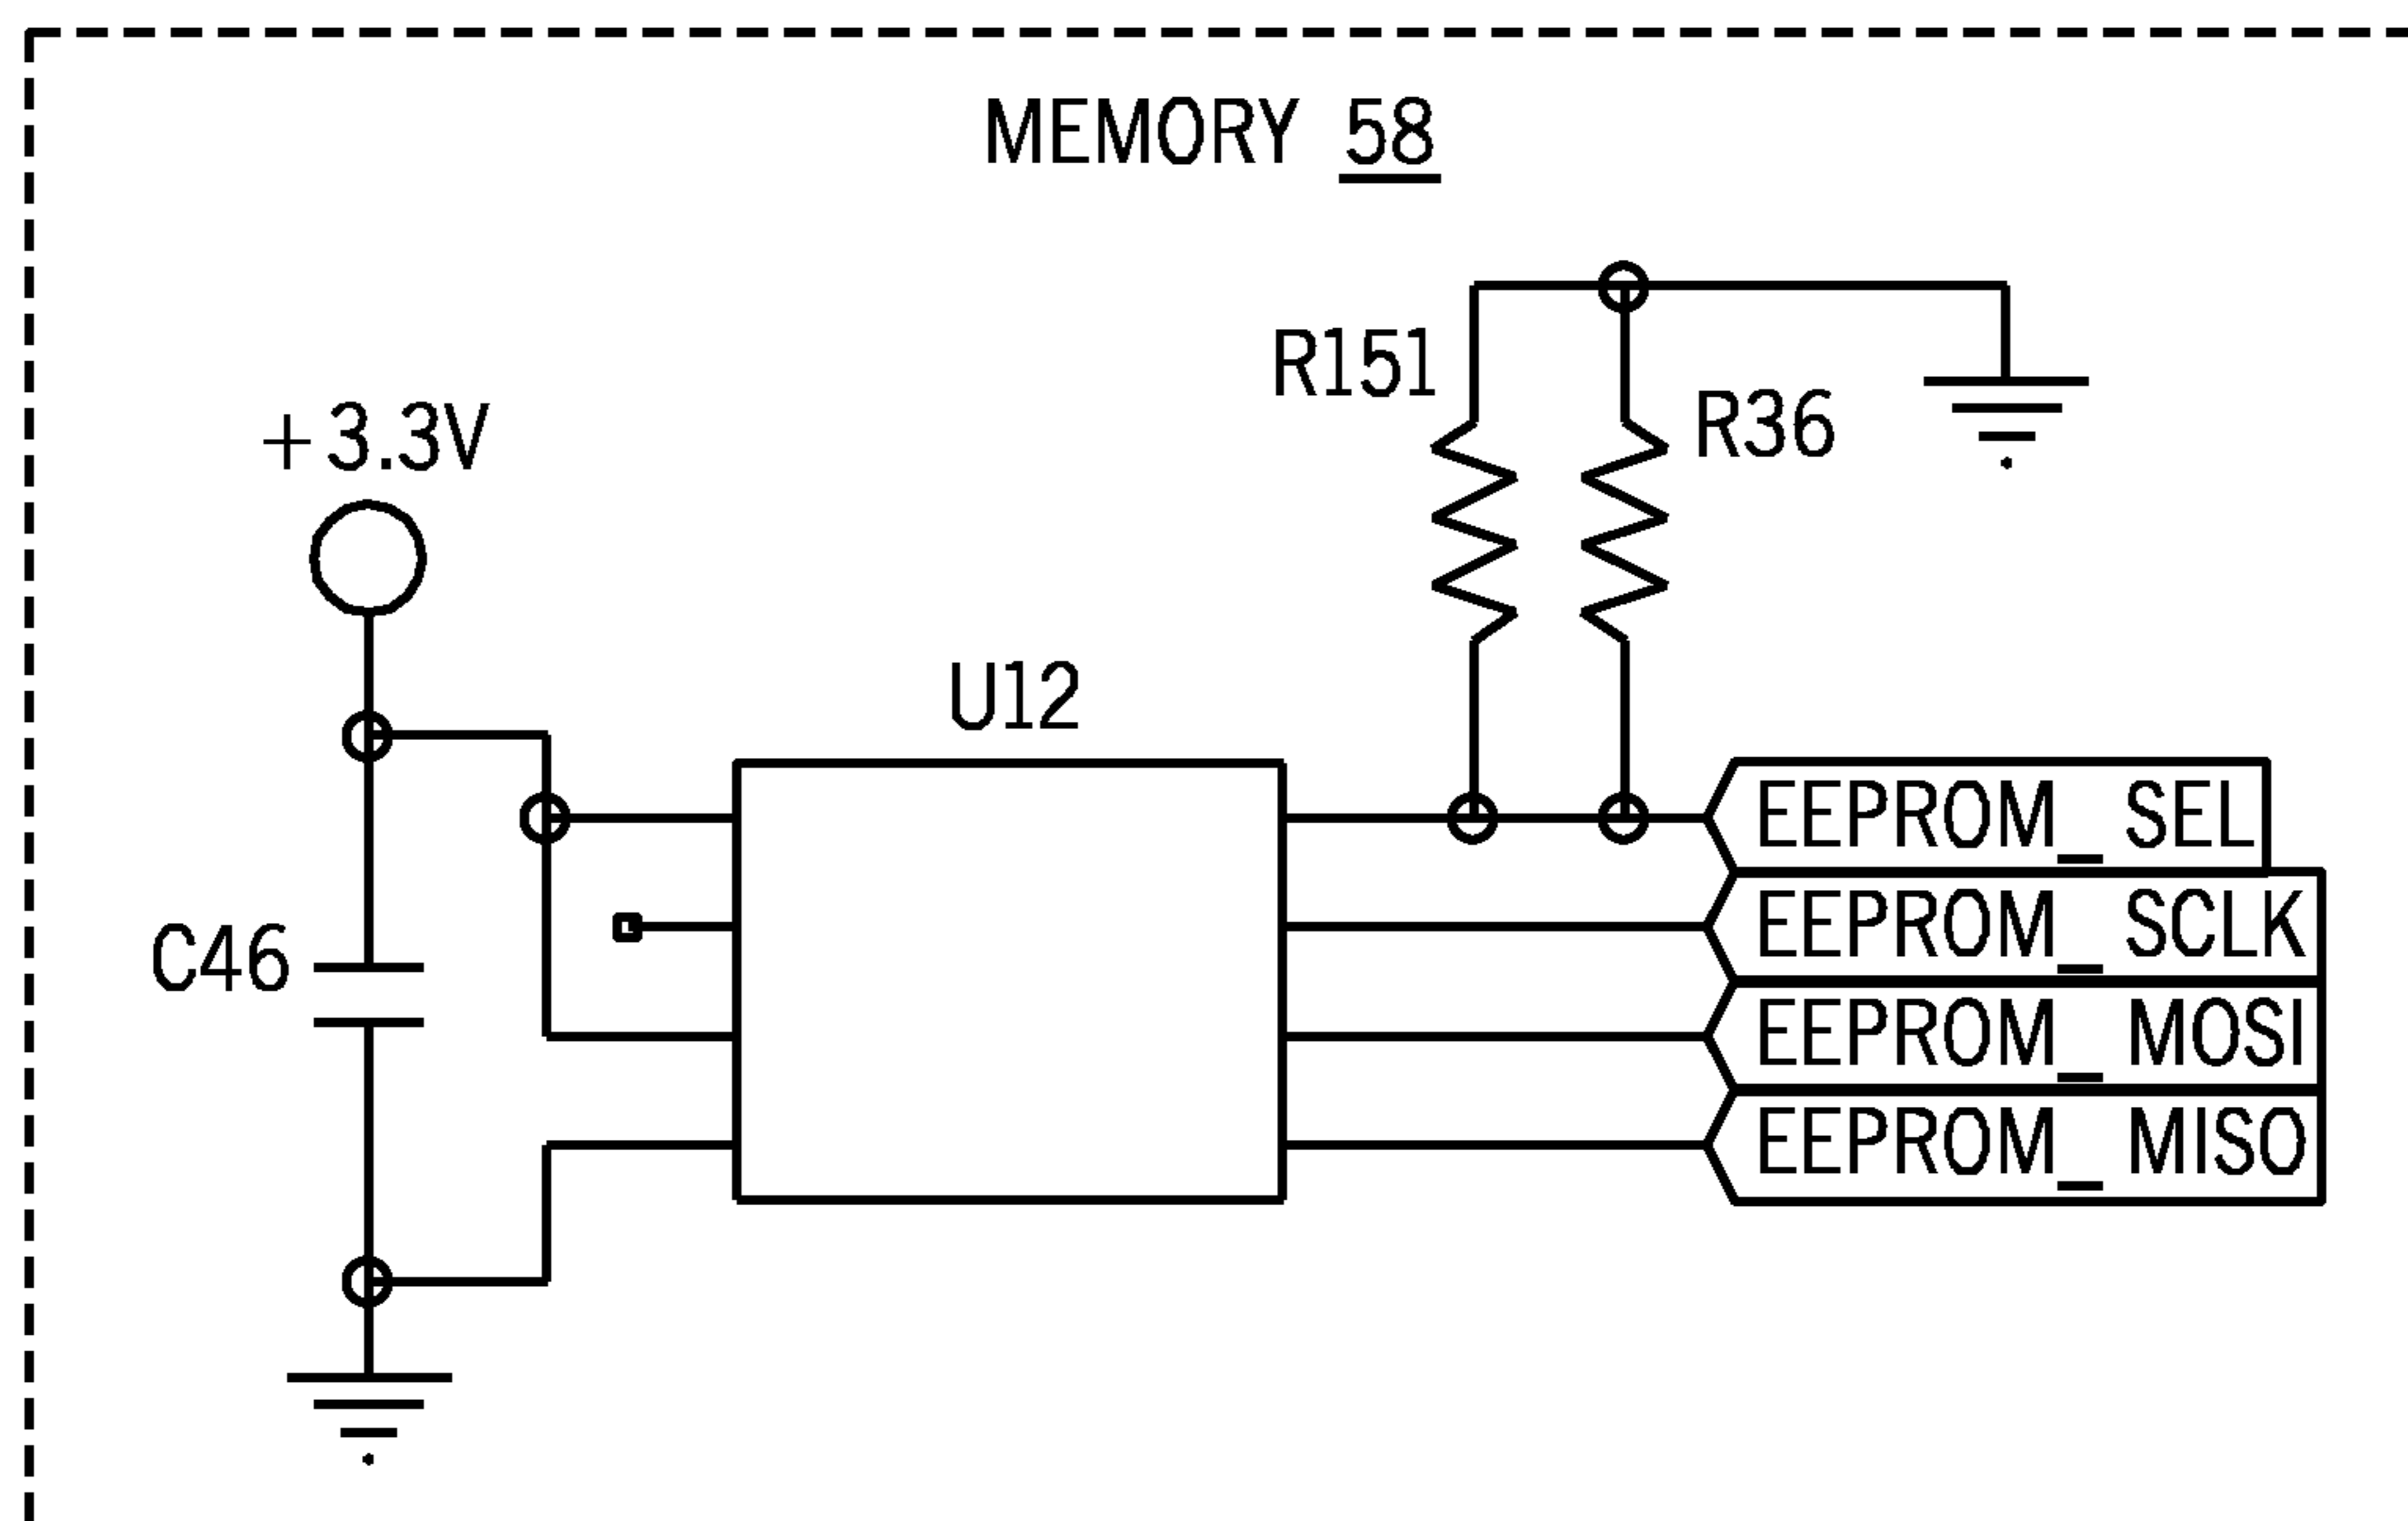 MEMORY 58
R151
R36
+3.3V
U12
C46
EEPROM_ SEL
EEPROM_ SCLK
EEPROM_ MOSI
EEPROM_ MISO